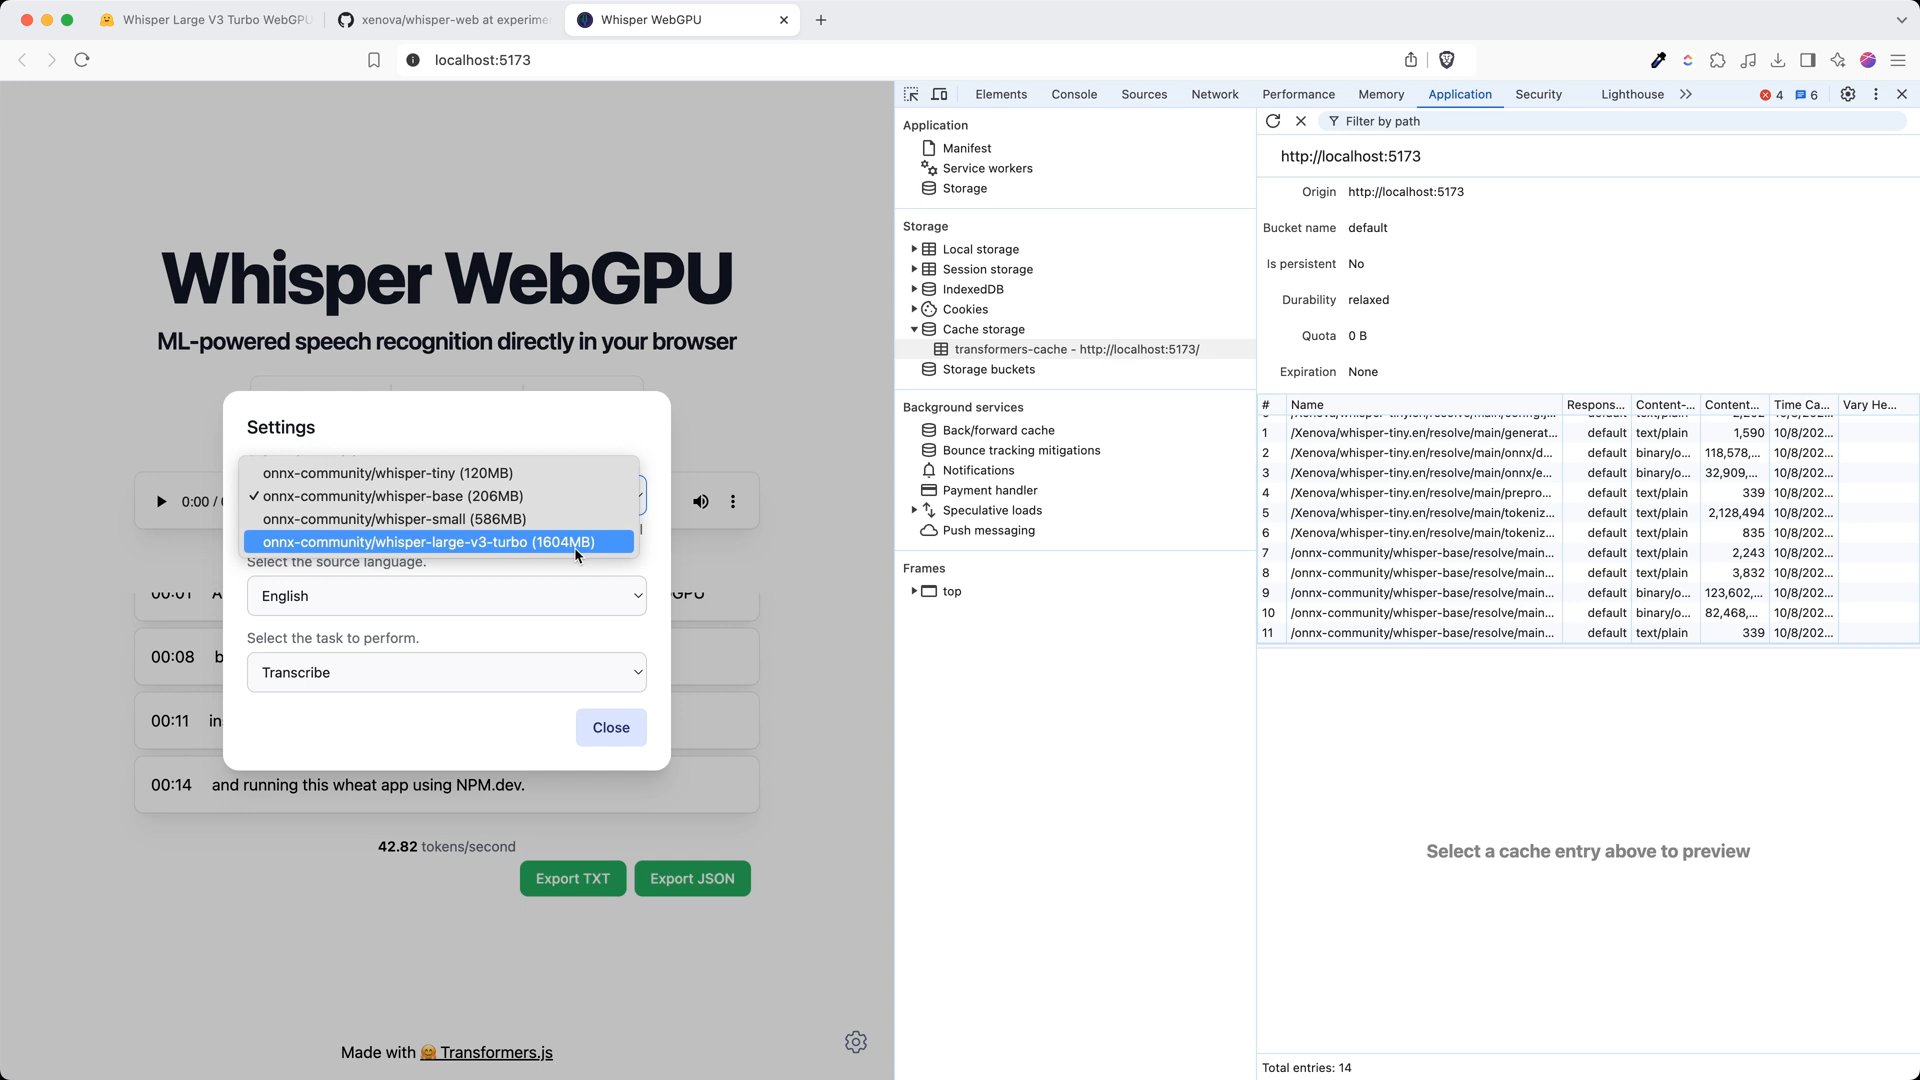 Whisper Large V3 Turbo WebGPU
xenova/whisper-web at experime
Whisper WebGPU
localhost:5173
Whisper WebGPU
ML-powered speech recognition directly in your browser
Settings
onnx-community/whisper-tiny (120MB)
✓ onnx-community/whisper-base (206MB)
onnx-community/whisper-small (586MB)
onnx-community/whisper-large-v3-turbo (1604MB)
0:00 /
Select the source language.
English
Select the task to perform.
Transcribe
Close
00:01
00:08 b
00:11 in
00:14 and running this wheat app using NPM.dev.
42.82 tokens/second
Export TXT
Export JSON
Made with 🤗 Transformers.js
Elements Console Sources Network Performance Memory Application Security Lighthouse 4 6
Application
Manifest
Service workers
Storage
Storage
Local storage
Session storage
IndexedDB
Cookies
Cache storage
transformers-cache - http://localhost:5173/
Storage buckets
Background services
Back/forward cache
Bounce tracking mitigations
Notifications
Payment handler
Speculative loads
Push messaging
Frames
top
Filter by path
http://localhost:5173
Origin http://localhost:5173
Bucket name default
Is persistent No
Durability relaxed
Quota 0 B
Expiration None
# Name Respons... Content-... Content... Time Ca... Vary He...
1 /Xenova/whisper-tiny.en/resolve/main/generat... default text/plain 1,590 10/8/202...
2 /Xenova/whisper-tiny.en/resolve/main/onnx/d... default binary/o... 118,578,... 10/8/202...
3 /Xenova/whisper-tiny.en/resolve/main/onnx/e... default binary/o... 32,909,... 10/8/202...
4 /Xenova/whisper-tiny.en/resolve/main/prepro... default text/plain 339 10/8/202...
5 /Xenova/whisper-tiny.en/resolve/main/tokeniz... default text/plain 2,128,494 10/8/202...
6 /Xenova/whisper-tiny.en/resolve/main/tokeniz... default text/plain 835 10/8/202...
7 /onnx-community/whisper-base/resolve/main... default text/plain 2,243 10/8/202...
8 /onnx-community/whisper-base/resolve/main... default text/plain 3,832 10/8/202...
9 /onnx-community/whisper-base/resolve/main... default binary/o... 123,602,... 10/8/202...
10 /onnx-community/whisper-base/resolve/main... default binary/o... 82,468,... 10/8/202...
11 /onnx-community/whisper-base/resolve/main... default text/plain 339 10/8/202...
Select a cache entry above to preview
Total entries: 14